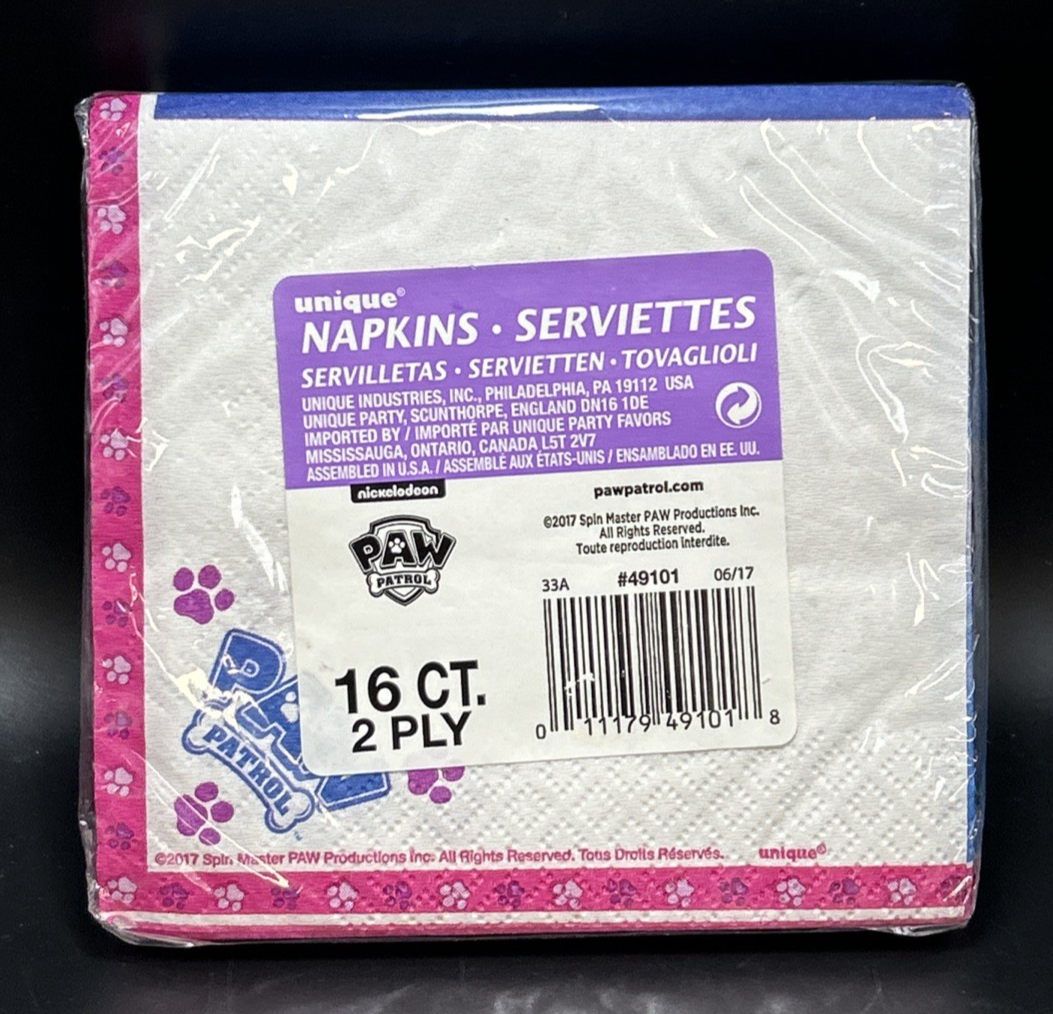 unique®
NAPKINS • SERVIETTES
SERVILLETAS • SERVIETTEN • TOVAGLIOLI
UNIQUE INDUSTRIES, INC., PHILADELPHIA, PA 19112 USA
UNIQUE PARTY, SCUNTHORPE, ENGLAND DN16 1DE
IMPORTED BY / IMPORTÉ PAR UNIQUE PARTY FAVORS
MISSISSAUGA, ONTARIO, CANADA L5T 2V7
ASSEMBLED IN U.S.A. / ASSEMBLÉ AUX ÉTATS-UNIS / ENSAMBLADO EN EE. UU.
nickelodeon
PAW
PATROL
pawpatrol.com
©2017 Spin Master PAW Productions Inc.
All Rights Reserved.
Toute reproduction interdite.
33A #49101 06/17
0 11179 49101 8
16 CT.
2 PLY
PAW
PATROL™
©2017 Spin Master PAW Productions Inc. All Rights Reserved. Tous Droits Réservés. unique®